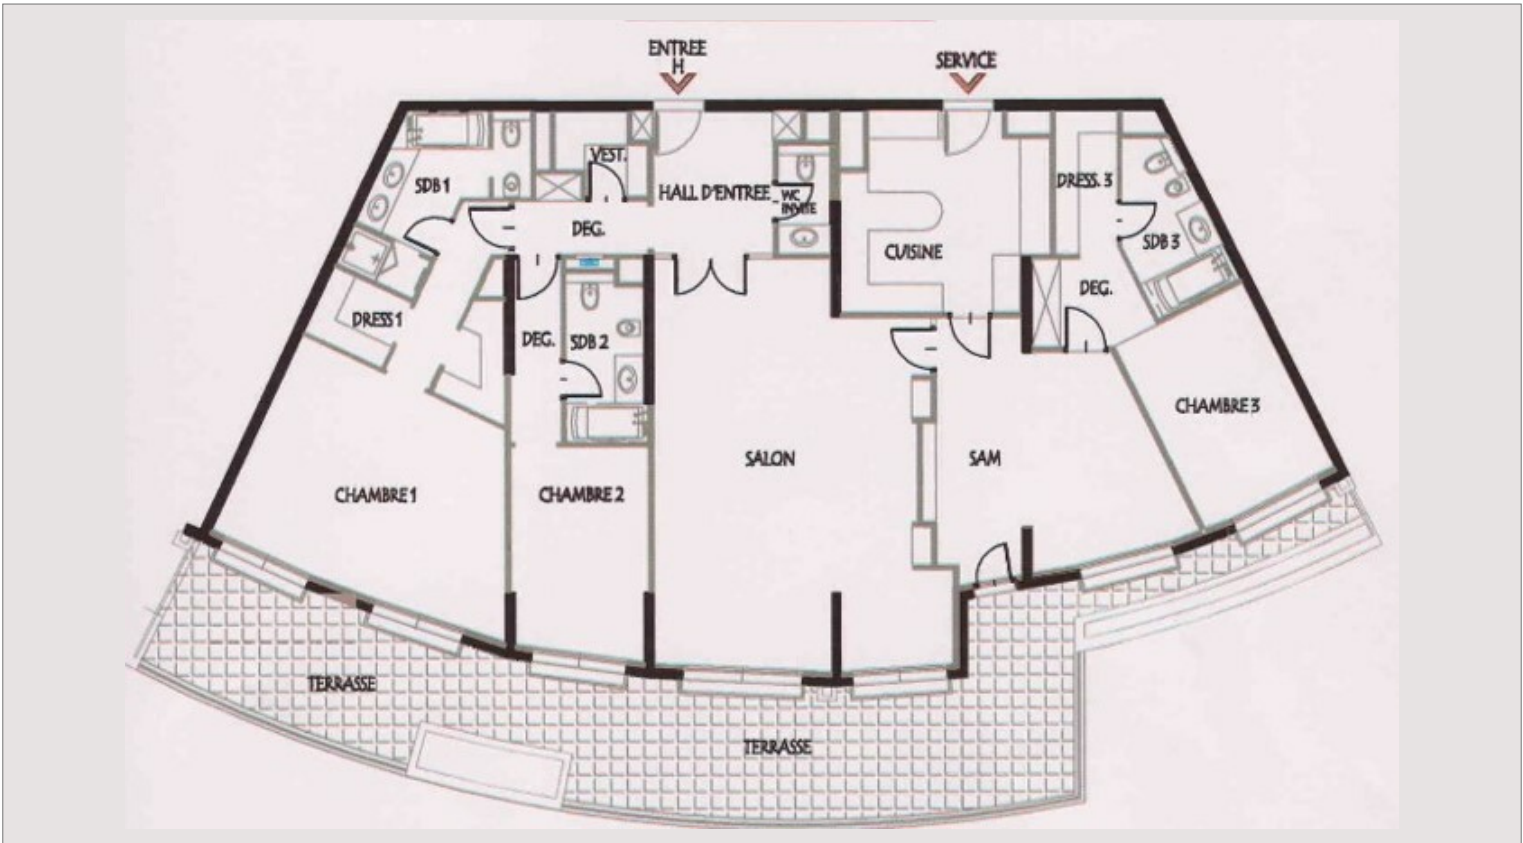 ENTREE
H
SERVICE
VEST.
SDB 1
HALL D'ENTREE
WC
INVITE
DRESS. 3
DEG.
CUISINE
SDB 3
DEG.
DRESS 1
DEG.
SDB 2
CHAMBRE 3
SALON
SAM
CHAMBRE 1
CHAMBRE 2
TERRASSE
TERRASSE